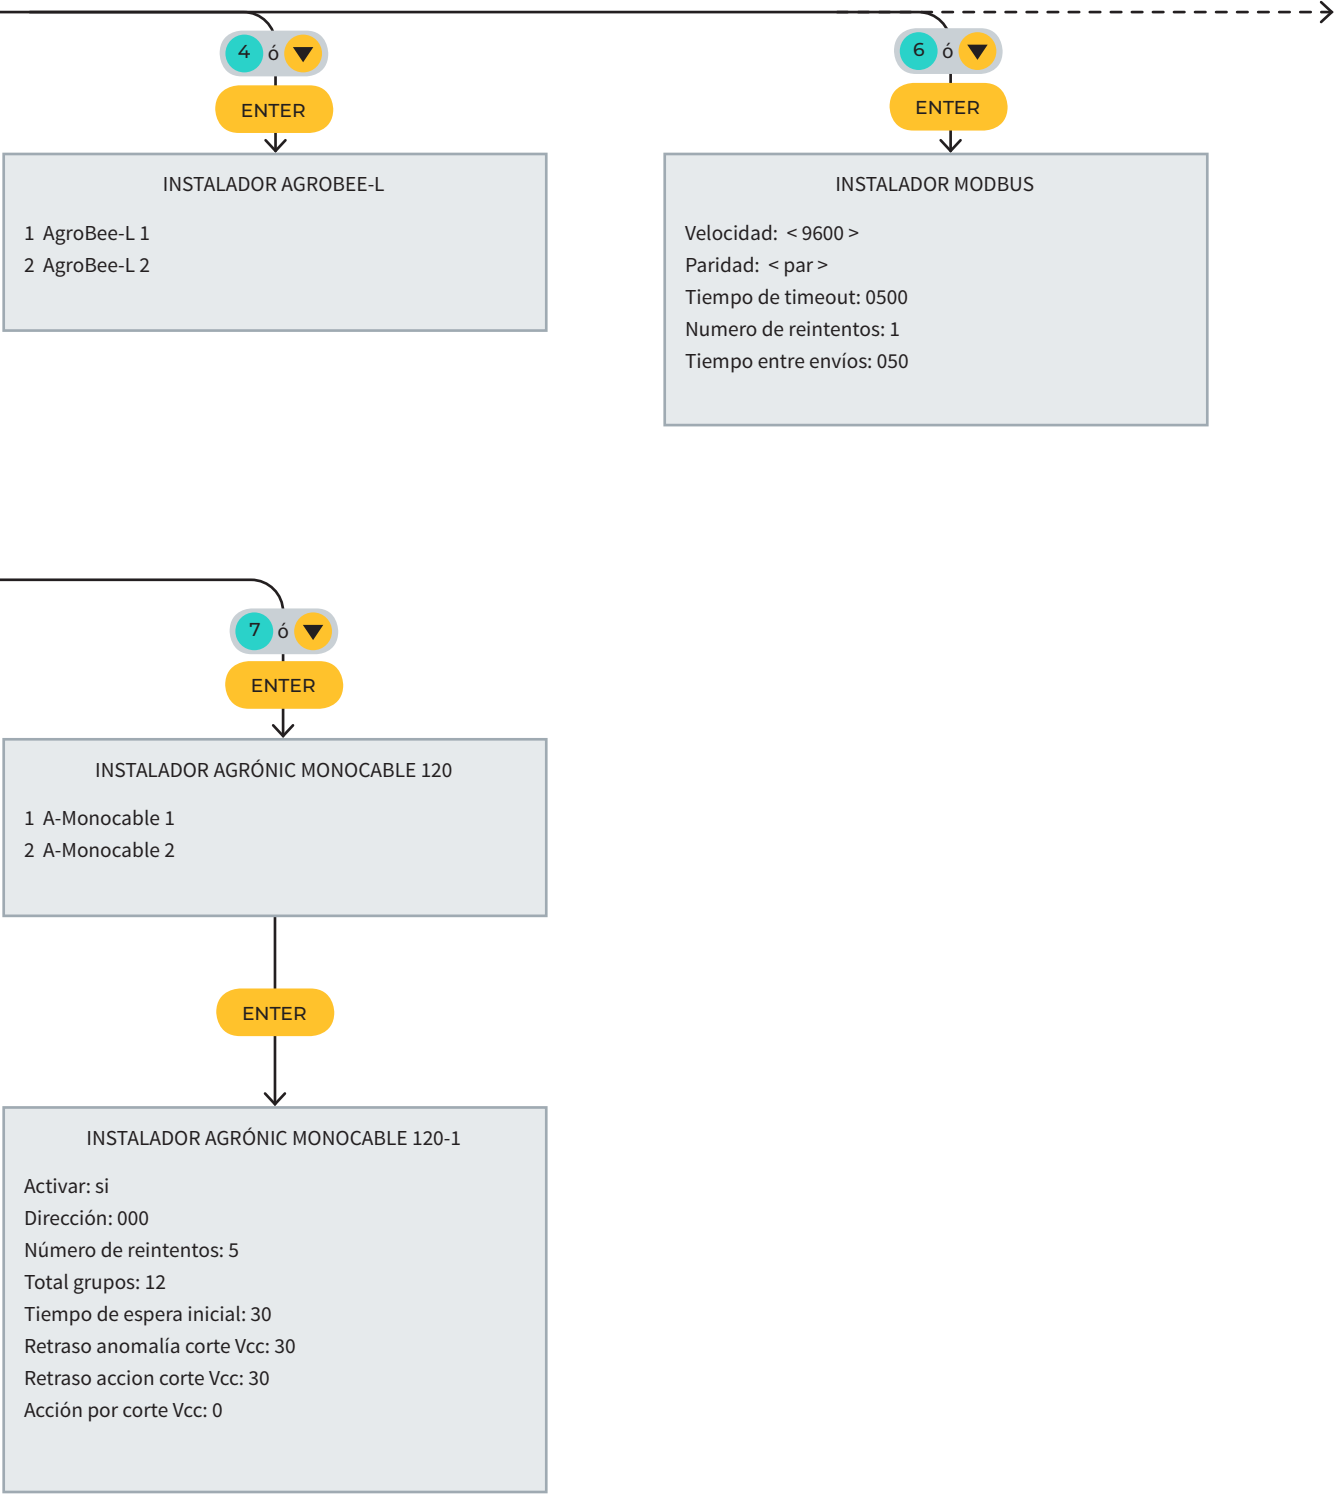 4 ó
ENTER
INSTALADOR AGROBEE-L
1 AgroBee-L 1
2 AgroBee-L 2
6 ó
ENTER
INSTALADOR MODBUS
Velocidad: < 9600 >
Paridad: < par >
Tiempo de timeout: 0500
Numero de reintentos: 1
Tiempo entre envíos: 050
7 ó
ENTER
INSTALADOR AGRÓNIC MONOCABLE 120
1 A-Monocable 1
2 A-Monocable 2
ENTER
INSTALADOR AGRÓNIC MONOCABLE 120-1
Activar: si
Dirección: 000
Número de reintentos: 5
Total grupos: 12
Tiempo de espera inicial: 30
Retraso anomalía corte Vcc: 30
Retraso accion corte Vcc: 30
Acción por corte Vcc: 0